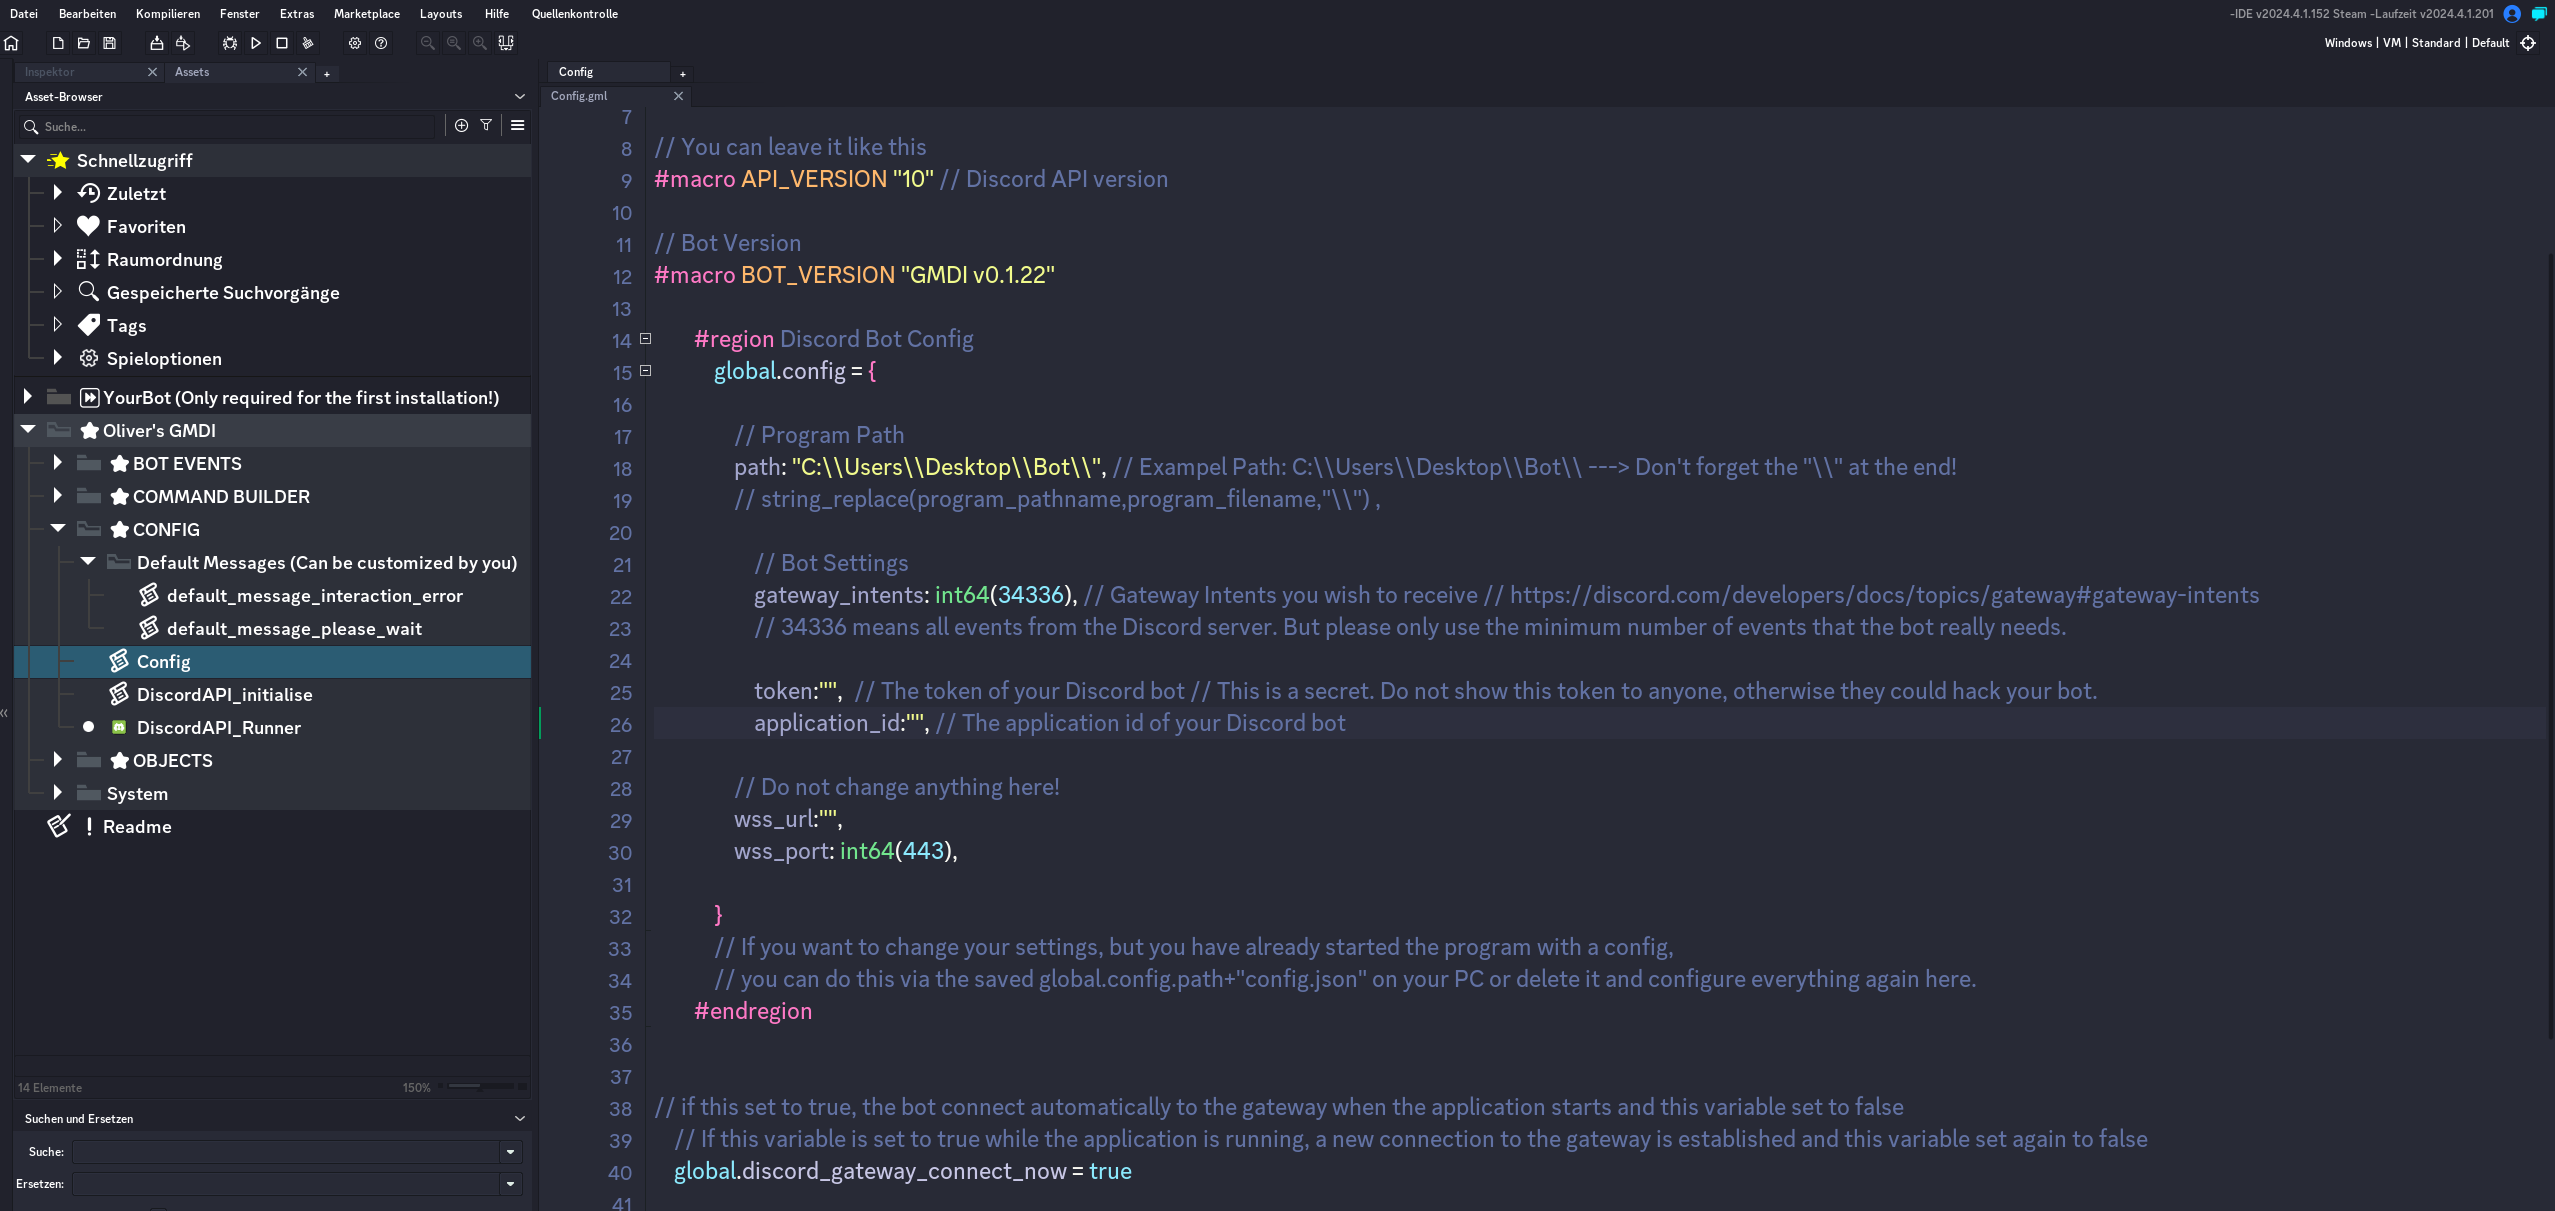 Datei Bearbeiten Kompilieren Fenster Extras Marketplace Layouts Hilfe Quellenkontrolle
-IDE v2024.4.1.152 Steam -Laufzeit v2024.4.1.201
Windows | VM | Standard | Default
Inspektor
Assets
+
Asset-Browser
Suche...
Schnellzugriff
Zuletzt
Favoriten
Raumordnung
Gespeicherte Suchvorgänge
Tags
Spieloptionen
YourBot (Only required for the first installation!)
Oliver's GMDI
BOT EVENTS
COMMAND BUILDER
CONFIG
Default Messages (Can be customized by you)
default_message_interaction_error
default_message_please_wait
Config
DiscordAPI_initialise
DiscordAPI_Runner
OBJECTS
System
! Readme
14 Elemente 150%
Suchen und Ersetzen
Suche:
Ersetzen:
Config
+
Config.gml
7
8 // You can leave it like this
9 #macro API_VERSION "10" // Discord API version
10
11 // Bot Version
12 #macro BOT_VERSION "GMDI v0.1.22"
13
14 #region Discord Bot Config
15 global.config = {
16
17 // Program Path
18 path: "C:\\Users\\Desktop\\Bot\\", // Exampel Path: C:\\Users\\Desktop\\Bot\\ ---> Don't forget the "\\" at the end!
19 // string_replace(program_pathname,program_filename,"\\") ,
20
21 // Bot Settings
22 gateway_intents: int64(34336), // Gateway Intents you wish to receive // https://discord.com/developers/docs/topics/gateway#gateway-intents
23 // 34336 means all events from the Discord server. But please only use the minimum number of events that the bot really needs.
24
25 token:"", // The token of your Discord bot // This is a secret. Do not show this token to anyone, otherwise they could hack your bot.
26 application_id:"", // The application id of your Discord bot
27
28 // Do not change anything here!
29 wss_url:"",
30 wss_port: int64(443),
31
32 }
33 // If you want to change your settings, but you have already started the program with a config,
34 // you can do this via the saved global.config.path+"config.json" on your PC or delete it and configure everything again here.
35 #endregion
36
37
38 // if this set to true, the bot connect automatically to the gateway when the application starts and this variable set to false
39 // If this variable is set to true while the application is running, a new connection to the gateway is established and this variable set again to false
40 global.discord_gateway_connect_now = true
41